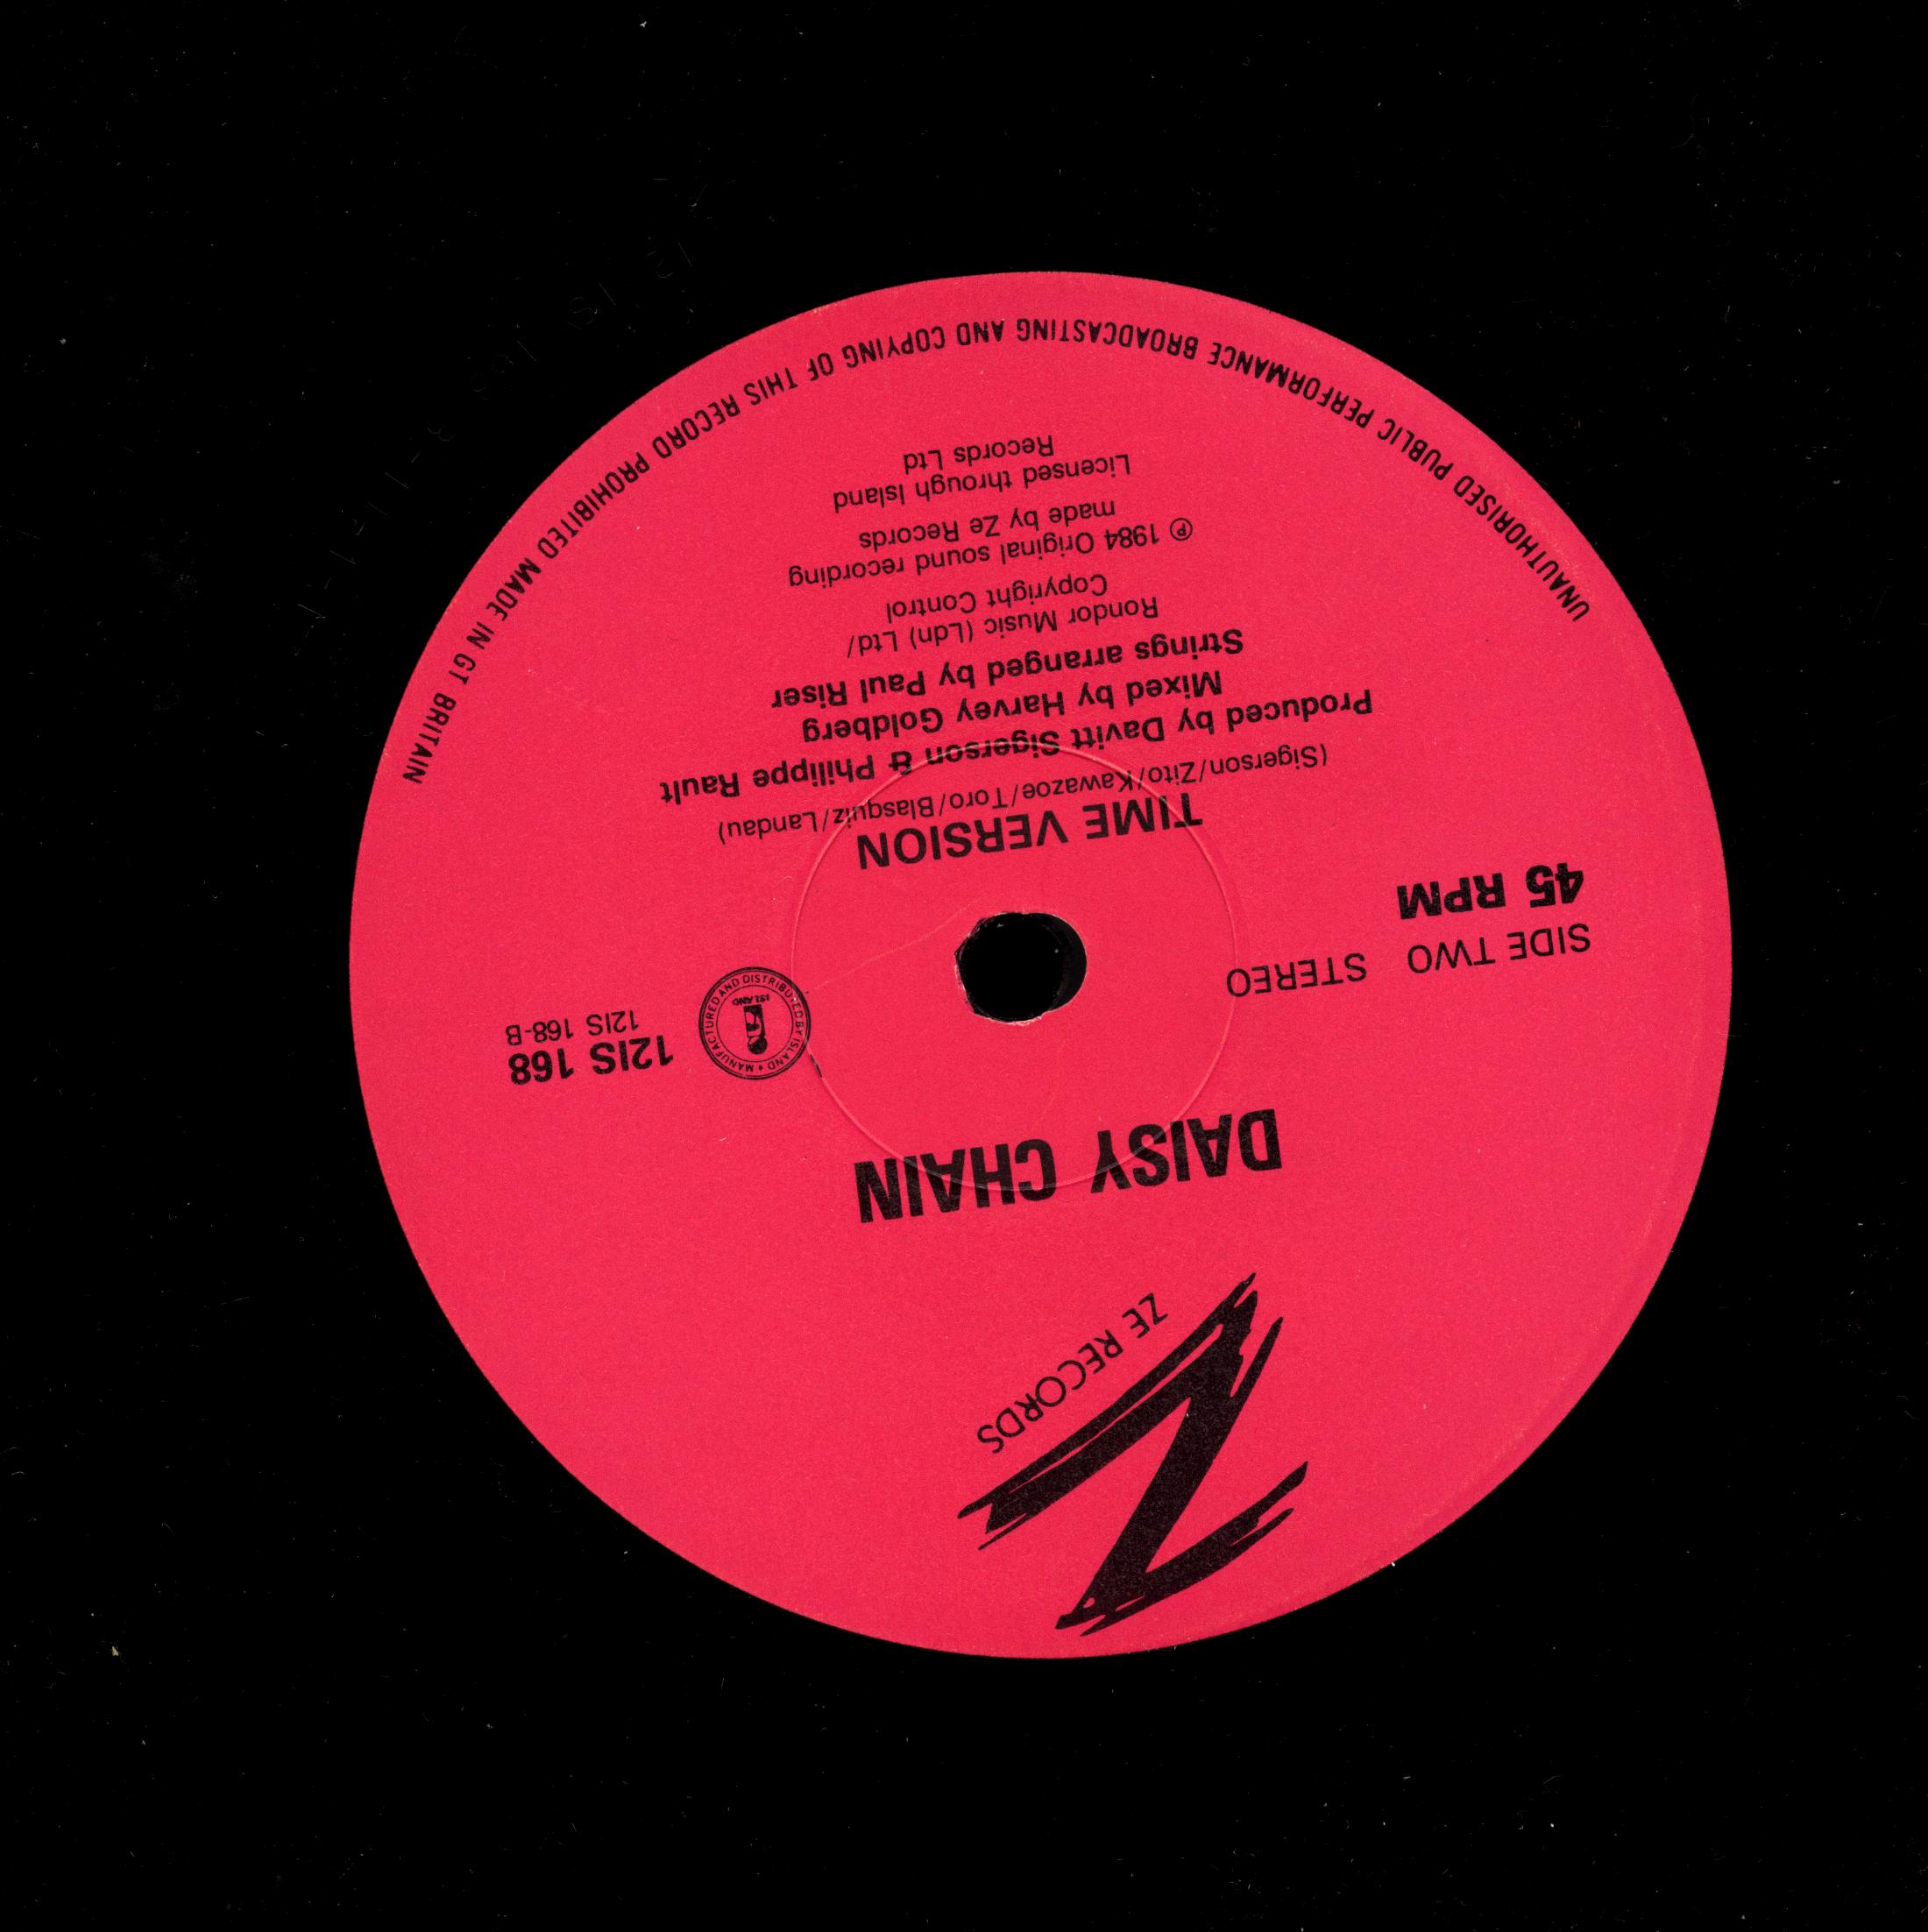 ZE RECORDS
DAISY CHAIN
SIDE TWO STEREO
45 RPM
MANUFACTURED AND DISTRIBUTED BY ISLAND
ISLAND
12IS 168
12IS 168-B
TIME VERSION
(Sigerson/Zito/Kawazoe/Toro/Blasquiz/Landau)
Produced by Davitt Sigerson & Philippe Rault
Mixed by Harvey Goldberg
Strings arranged by Paul Riser
Rondor Music (Ldn) Ltd/
Copyright Control
℗ 1984 Original sound recording
made by Ze Records
Licensed through Island
Records Ltd
UNAUTHORISED PUBLIC PERFORMANCE BROADCASTING AND COPYING OF THIS RECORD PROHIBITED MADE IN GT BRITAIN